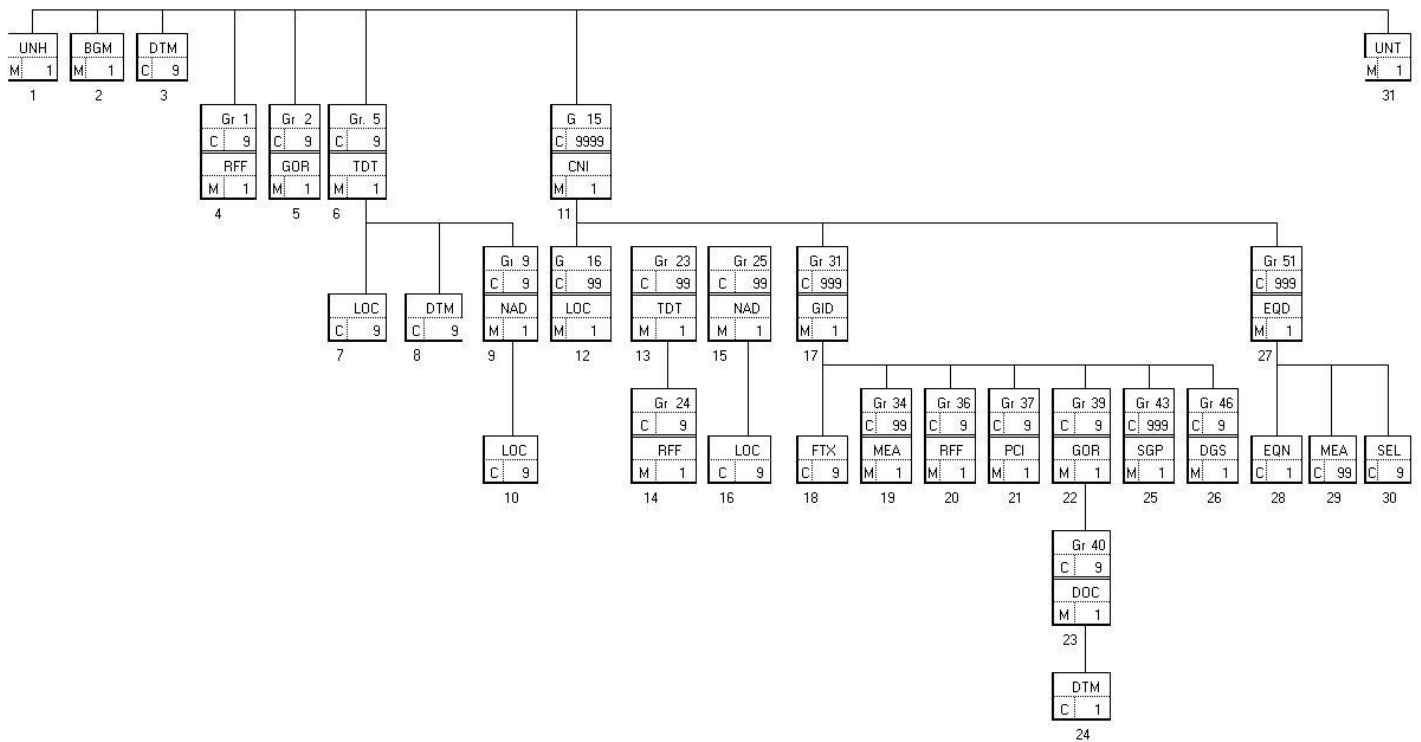 UNH
M 1
1
BGM
M 1
2
DTM
C 9
3
UNT
M 1
31
Gr 1
C 9
RFF
M 1
4
Gr 2
C 9
GOR
M 1
5
Gr. 5
C 9
TDT
M 1
6
G 15
C 9999
CNI
M 1
11
LOC
C 9
7
DTM
C 9
8
Gr 9
C 9
NAD
M 1
9
G 16
C 99
LOC
M 1
12
Gr 23
C 99
TDT
M 1
13
Gr 25
C 99
NAD
M 1
15
Gr 31
C 999
GID
M 1
17
Gr 51
C 999
EQD
M 1
27
LOC
C 9
10
Gr 24
C 9
RFF
M 1
14
LOC
C 9
16
FTX
C 9
18
Gr 34
C 99
MEA
M 1
19
Gr 36
C 9
RFF
M 1
20
Gr 37
C 9
PCI
M 1
21
Gr 39
C 9
GOR
M 1
22
Gr 43
C 999
SGP
M 1
25
Gr 46
C 9
DGS
M 1
26
EQN
C 1
28
MEA
C 99
29
SEL
C 9
30
Gr 40
C 9
DOC
M 1
23
DTM
C 1
24